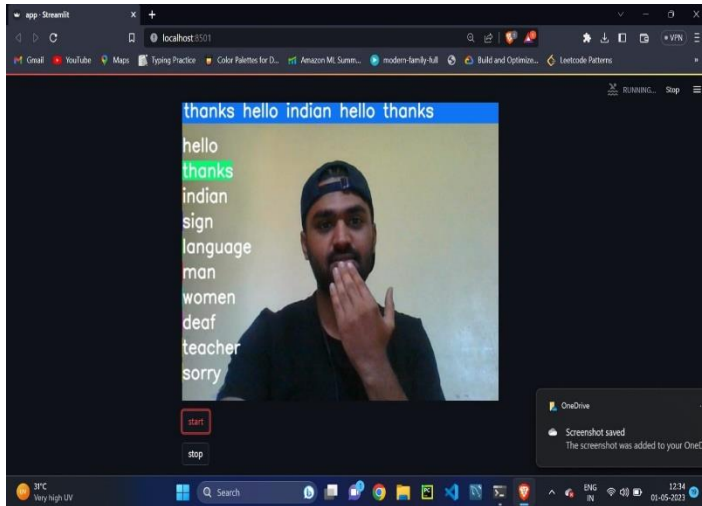 app · Streamlit
localhost:8501
VPN
Gmail YouTube Maps Typing Practice Color Palettes for D... Amazon ML Summ... modern-family-full Build and Optimize... Leetcode Patterns
RUNNING... Stop
thanks hello indian hello thanks
hello
thanks
indian
sign
language
man
women
deaf
teacher
sorry
start
stop
OneDrive
Screenshot saved
The screenshot was added to your OneD
31°C
Very high UV
Search
ENG
IN
12:34
01-05-2023